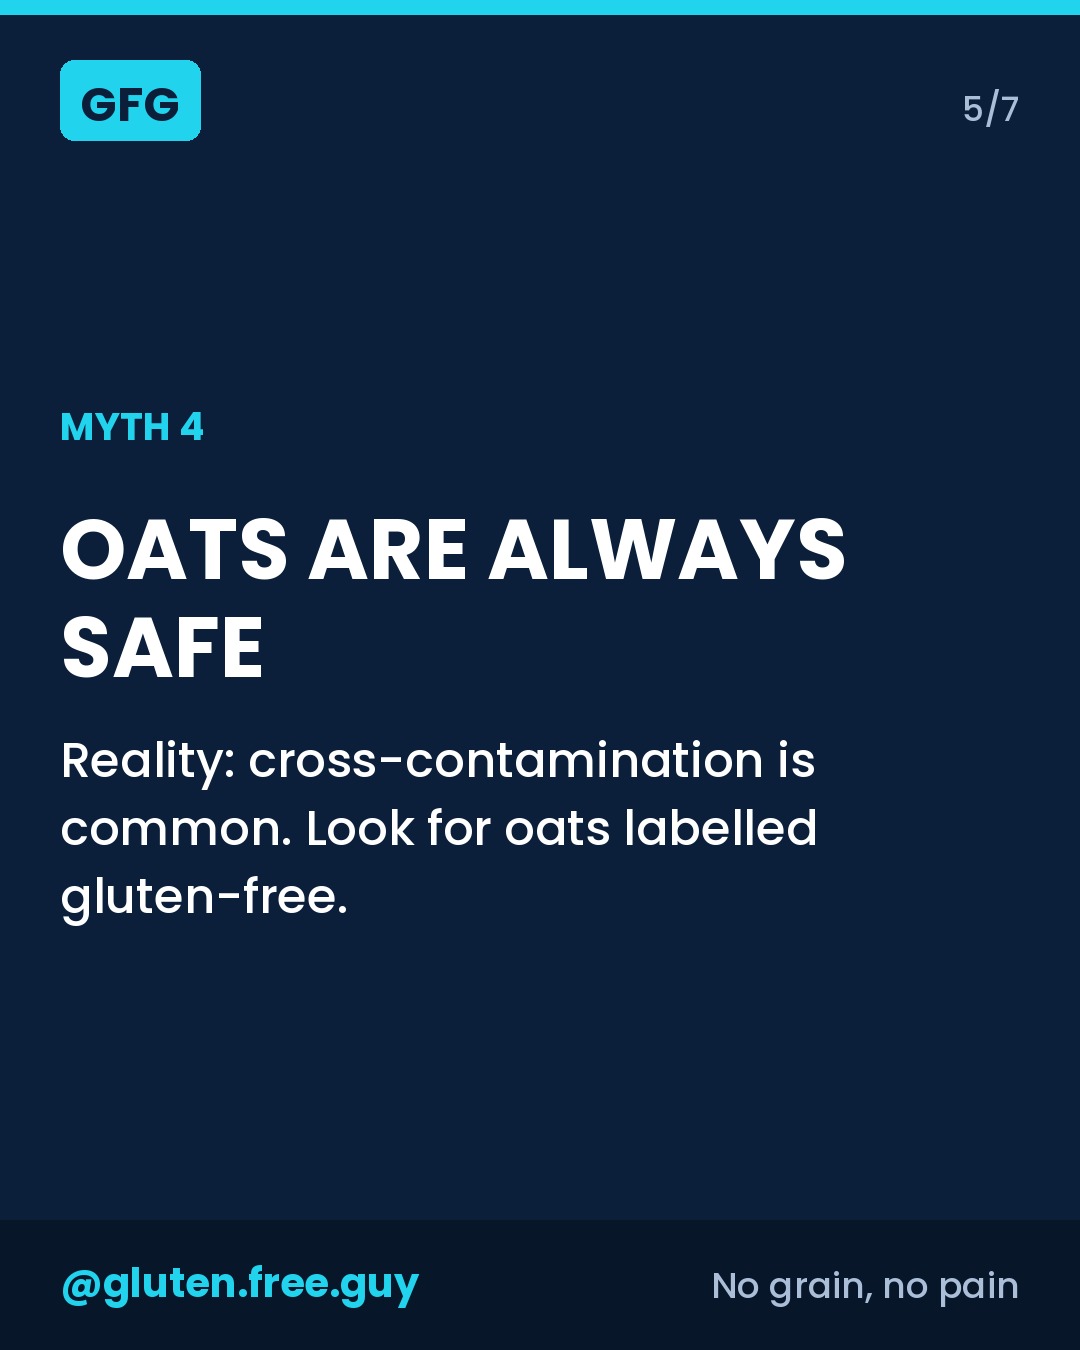 GFG
5/7
MYTH 4
OATS ARE ALWAYS
SAFE
Reality: cross-contamination is
common. Look for oats labelled
gluten-free.
@gluten.free.guy
No grain, no pain